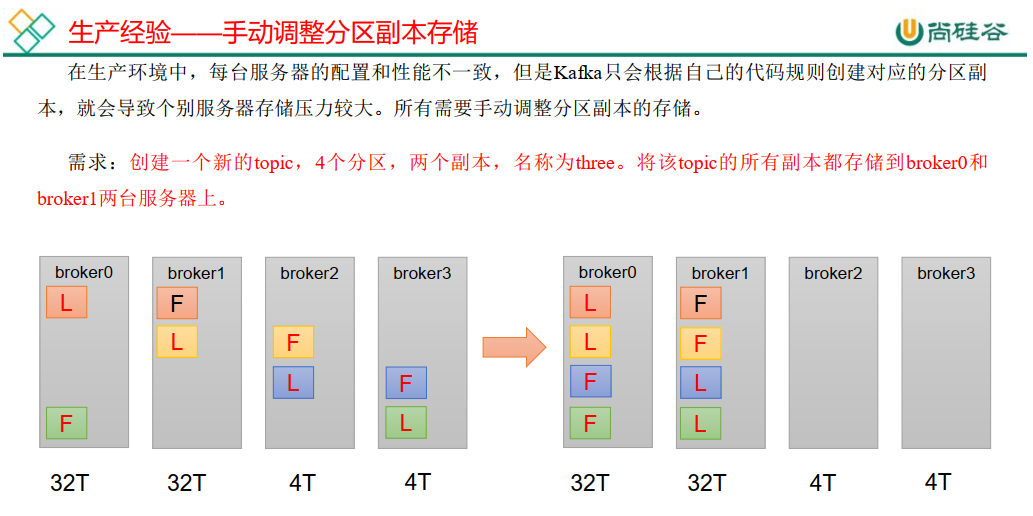 生产经验——手动调整分区副本存储
尚硅谷
在生产环境中，每台服务器的配置和性能不一致，但是Kafka只会根据自己的代码规则创建对应的分区副
本，就会导致个别服务器存储压力较大。所有需要手动调整分区副本的存储。
需求：创建一个新的topic，4个分区，两个副本，名称为three。将该topic的所有副本都存储到broker0和
broker1两台服务器上。
broker0 broker1 broker2 broker3 broker0 broker1 broker2 broker3
L F L F
L F L F
L F F L
F L F L
32T 32T 4T 4T 32T 32T 4T 4T